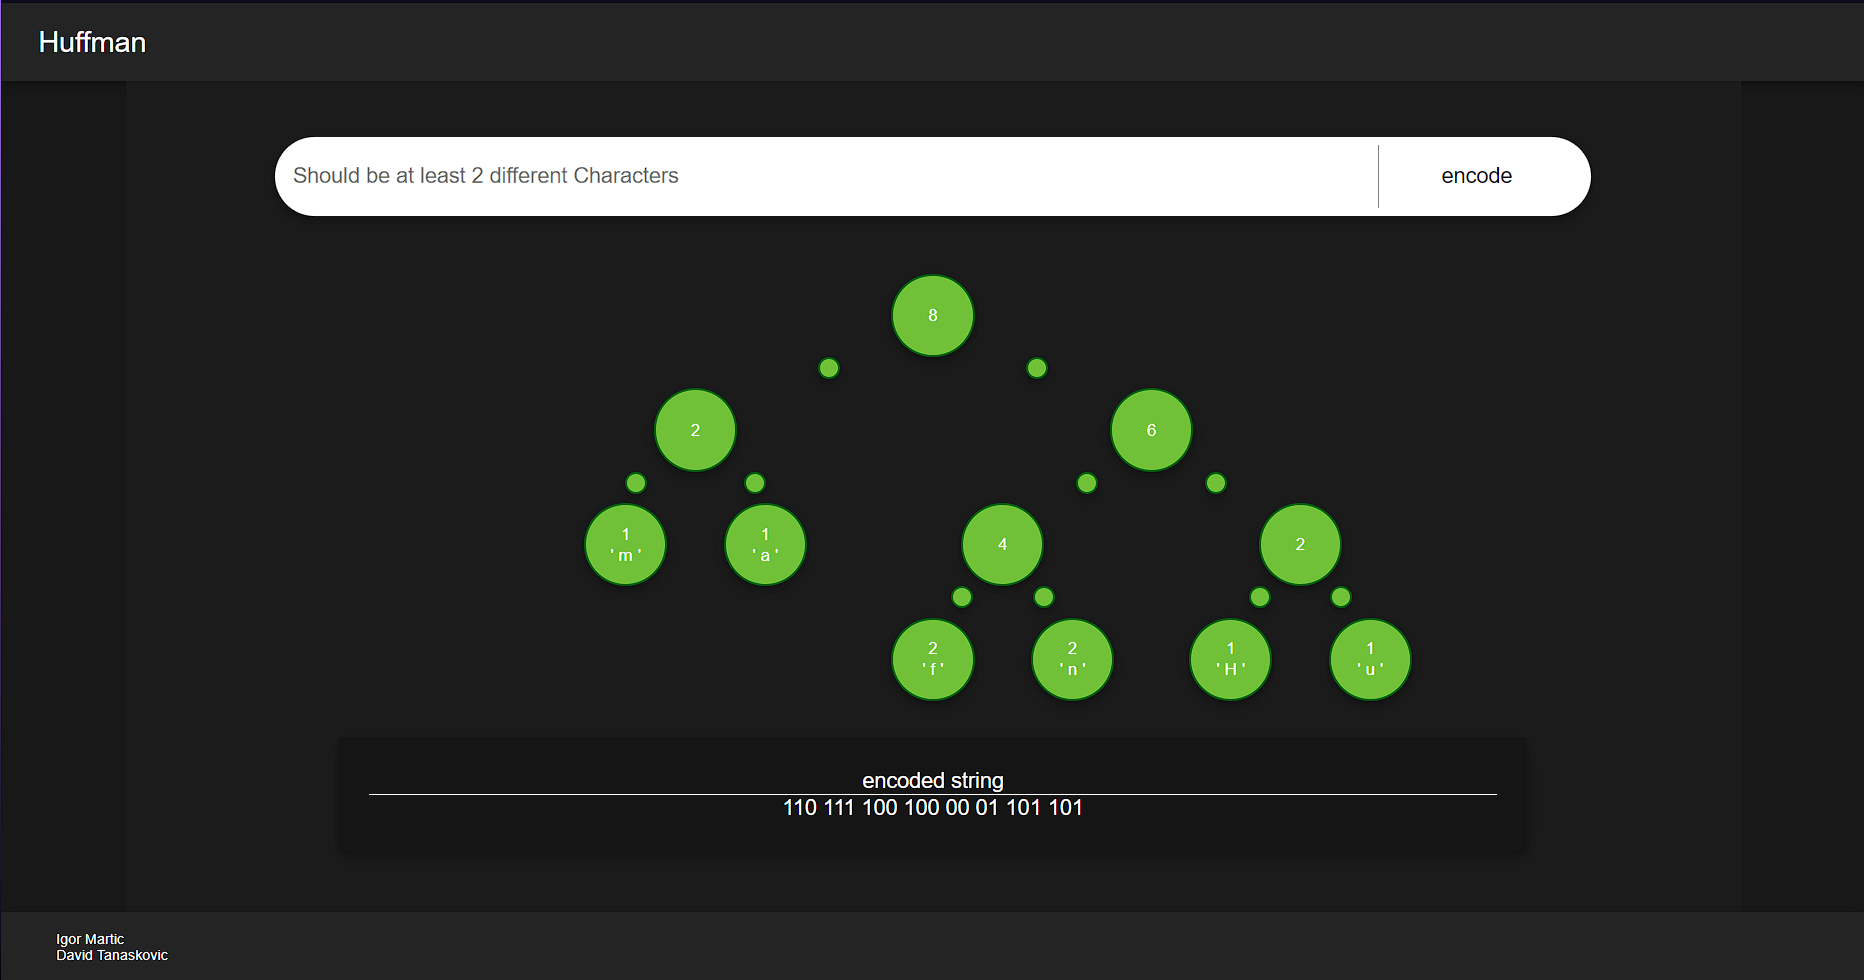 Huffman
Should be at least 2 different Characters
encode
8
2
6
1
' m '
1
' a '
4
2
2
' f '
2
' n '
1
' H '
1
' u '
encoded string
110 111 100 100 00 01 101 101
Igor Martic
David Tanaskovic